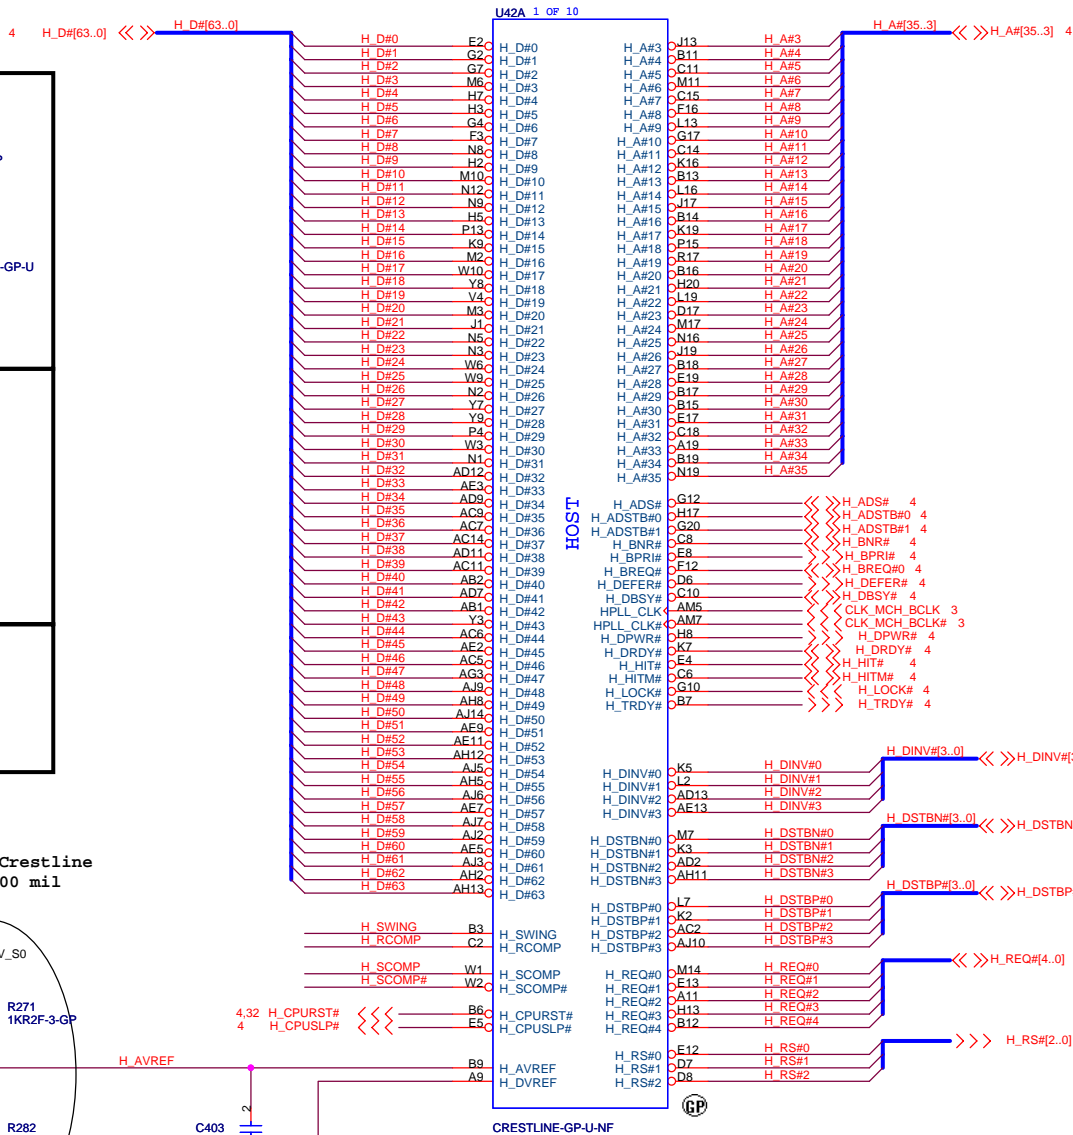 U42A 1 OF 10
4 H_D#[63..0] H_D#[63..0]
H_D#0 E2 H_D#0
H_D#1 G2 H_D#1
H_D#2 G7 H_D#2
H_D#3 M6 H_D#3
H_D#4 H7 H_D#4
H_D#5 H3 H_D#5
H_D#6 G4 H_D#6
H_D#7 F3 H_D#7
H_D#8 N8 H_D#8
H_D#9 H2 H_D#9
H_D#10 M10 H_D#10
H_D#11 N12 H_D#11
H_D#12 N9 H_D#12
H_D#13 H5 H_D#13
H_D#14 P13 H_D#14
H_D#15 K9 H_D#15
H_D#16 M2 H_D#16
H_D#17 W10 H_D#17
H_D#18 Y8 H_D#18
H_D#19 V4 H_D#19
H_D#20 M3 H_D#20
H_D#21 J1 H_D#21
H_D#22 N5 H_D#22
H_D#23 N3 H_D#23
H_D#24 W6 H_D#24
H_D#25 W9 H_D#25
H_D#26 N2 H_D#26
H_D#27 Y7 H_D#27
H_D#28 Y9 H_D#28
H_D#29 P4 H_D#29
H_D#30 W3 H_D#30
H_D#31 N1 H_D#31
H_D#32 AD12 H_D#32
H_D#33 AE3 H_D#33
H_D#34 AD9 H_D#34
H_D#35 AC9 H_D#35
H_D#36 AC7 H_D#36
H_D#37 AC14 H_D#37
H_D#38 AD11 H_D#38
H_D#39 AC11 H_D#39
H_D#40 AB2 H_D#40
H_D#41 AD7 H_D#41
H_D#42 AB1 H_D#42
H_D#43 Y3 H_D#43
H_D#44 AC6 H_D#44
H_D#45 AE2 H_D#45
H_D#46 AC5 H_D#46
H_D#47 AG3 H_D#47
H_D#48 AJ9 H_D#48
H_D#49 AH8 H_D#49
H_D#50 AJ14 H_D#50
H_D#51 AE9 H_D#51
H_D#52 AE11 H_D#52
H_D#53 AH12 H_D#53
H_D#54 AJ5 H_D#54
H_D#55 AH5 H_D#55
H_D#56 AJ6 H_D#56
H_D#57 AE7 H_D#57
H_D#58 AJ7 H_D#58
H_D#59 AJ2 H_D#59
H_D#60 AE5 H_D#60
H_D#61 AJ3 H_D#61
H_D#62 AH2 H_D#62
H_D#63 AH13 H_D#63
H_SWING B3 H_SWING
H_RCOMP C2 H_RCOMP
H_SCOMP W1 H_SCOMP
H_SCOMP# W2 H_SCOMP#
4,32 H_CPURST# B6 H_CPURST#
4 H_CPUSLP# E5 H_CPUSLP#
H_AVREF B9 H_AVREF
A9 H_DVREF
HOST
H_A#[35..3] H_A#[35..3] 4
H_A#3 J13 H_A#3
H_A#4 B11 H_A#4
H_A#5 C11 H_A#5
H_A#6 M11 H_A#6
H_A#7 C15 H_A#7
H_A#8 F16 H_A#8
H_A#9 L13 H_A#9
H_A#10 G17 H_A#10
H_A#11 C14 H_A#11
H_A#12 K16 H_A#12
H_A#13 B13 H_A#13
H_A#14 L16 H_A#14
H_A#15 J17 H_A#15
H_A#16 B14 H_A#16
H_A#17 K19 H_A#17
H_A#18 P15 H_A#18
H_A#19 R17 H_A#19
H_A#20 B16 H_A#20
H_A#21 H20 H_A#21
H_A#22 L19 H_A#22
H_A#23 D17 H_A#23
H_A#24 M17 H_A#24
H_A#25 N16 H_A#25
H_A#26 J19 H_A#26
H_A#27 B18 H_A#27
H_A#28 E19 H_A#28
H_A#29 B17 H_A#29
H_A#30 B15 H_A#30
H_A#31 E17 H_A#31
H_A#32 C18 H_A#32
H_A#33 A19 H_A#33
H_A#34 B19 H_A#34
H_A#35 N19 H_A#35
H_ADS# G12 H_ADS# 4
H_ADSTB#0 H17 H_ADSTB#0 4
H_ADSTB#1 G20 H_ADSTB#1 4
H_BNR# C8 H_BNR# 4
H_BPRI# E8 H_BPRI# 4
H_BREQ# F12 H_BREQ#0 4
H_DEFER# D6 H_DEFER# 4
H_DBSY# C10 H_DBSY# 4
HPLL_CLK AM5 CLK_MCH_BCLK 3
HPLL_CLK# AM7 CLK_MCH_BCLK# 3
H_DPWR# H8 H_DPWR# 4
H_DRDY# K7 H_DRDY# 4
H_HIT# E4 H_HIT# 4
H_HITM# C6 H_HITM# 4
H_LOCK# G10 H_LOCK# 4
H_TRDY# B7 H_TRDY# 4
H_DINV#[3..0]
H_DINV#0 K5 H_DINV#0
H_DINV#1 L2 H_DINV#1
H_DINV#2 AD13 H_DINV#2
H_DINV#3 AE13 H_DINV#3
H_DSTBN#[3..0] H_DSTBN
H_DSTBN#0 M7 H_DSTBN#0
H_DSTBN#1 K3 H_DSTBN#1
H_DSTBN#2 AD2 H_DSTBN#2
H_DSTBN#3 AH11 H_DSTBN#3
H_DSTBP#[3..0] H_DSTBP
H_DSTBP#0 L7 H_DSTBP#0
H_DSTBP#1 K2 H_DSTBP#1
H_DSTBP#2 AC2 H_DSTBP#2
H_DSTBP#3 AJ10 H_DSTBP#3
H_REQ#[4..0]
H_REQ#0 M14 H_REQ#0
H_REQ#1 E13 H_REQ#1
H_REQ#2 A11 H_REQ#2
H_REQ#3 H13 H_REQ#3
H_REQ#4 B12 H_REQ#4
H_RS#[2..0]
H_RS#0 E12 H_RS#0
H_RS#1 D7 H_RS#1
H_RS#2 D8 H_RS#2
GP
CRESTLINE-GP-U-NF
-GP-U
Crestline
00 mil
V_S0
R271
1KR2F-3-GP
R282
C403
2